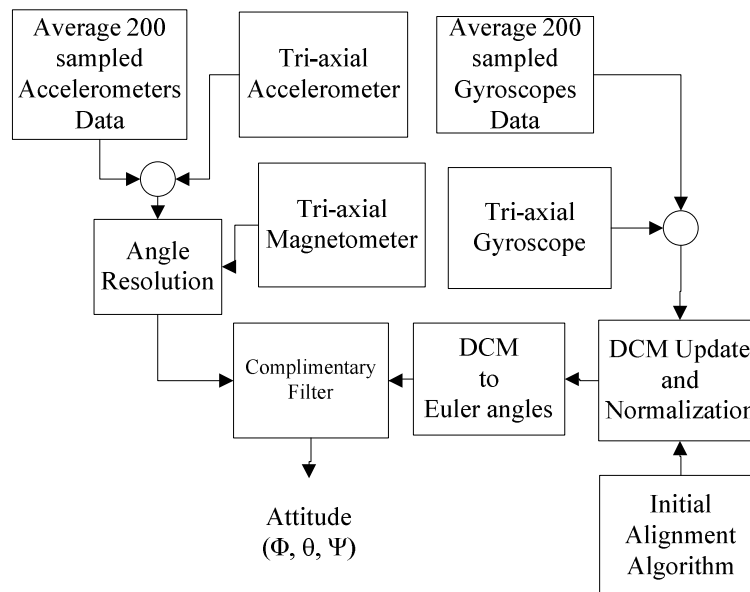 Average 200
sampled
Accelerometers
Data
Tri-axial
Accelerometer
Average 200
sampled
Gyroscopes
Data
Tri-axial
Magnetometer
Tri-axial
Gyroscope
Angle
Resolution
Complimentary
Filter
DCM
to
Euler angles
DCM Update
and
Normalization
Attitude
(Φ, θ, Ψ)
Initial
Alignment
Algorithm